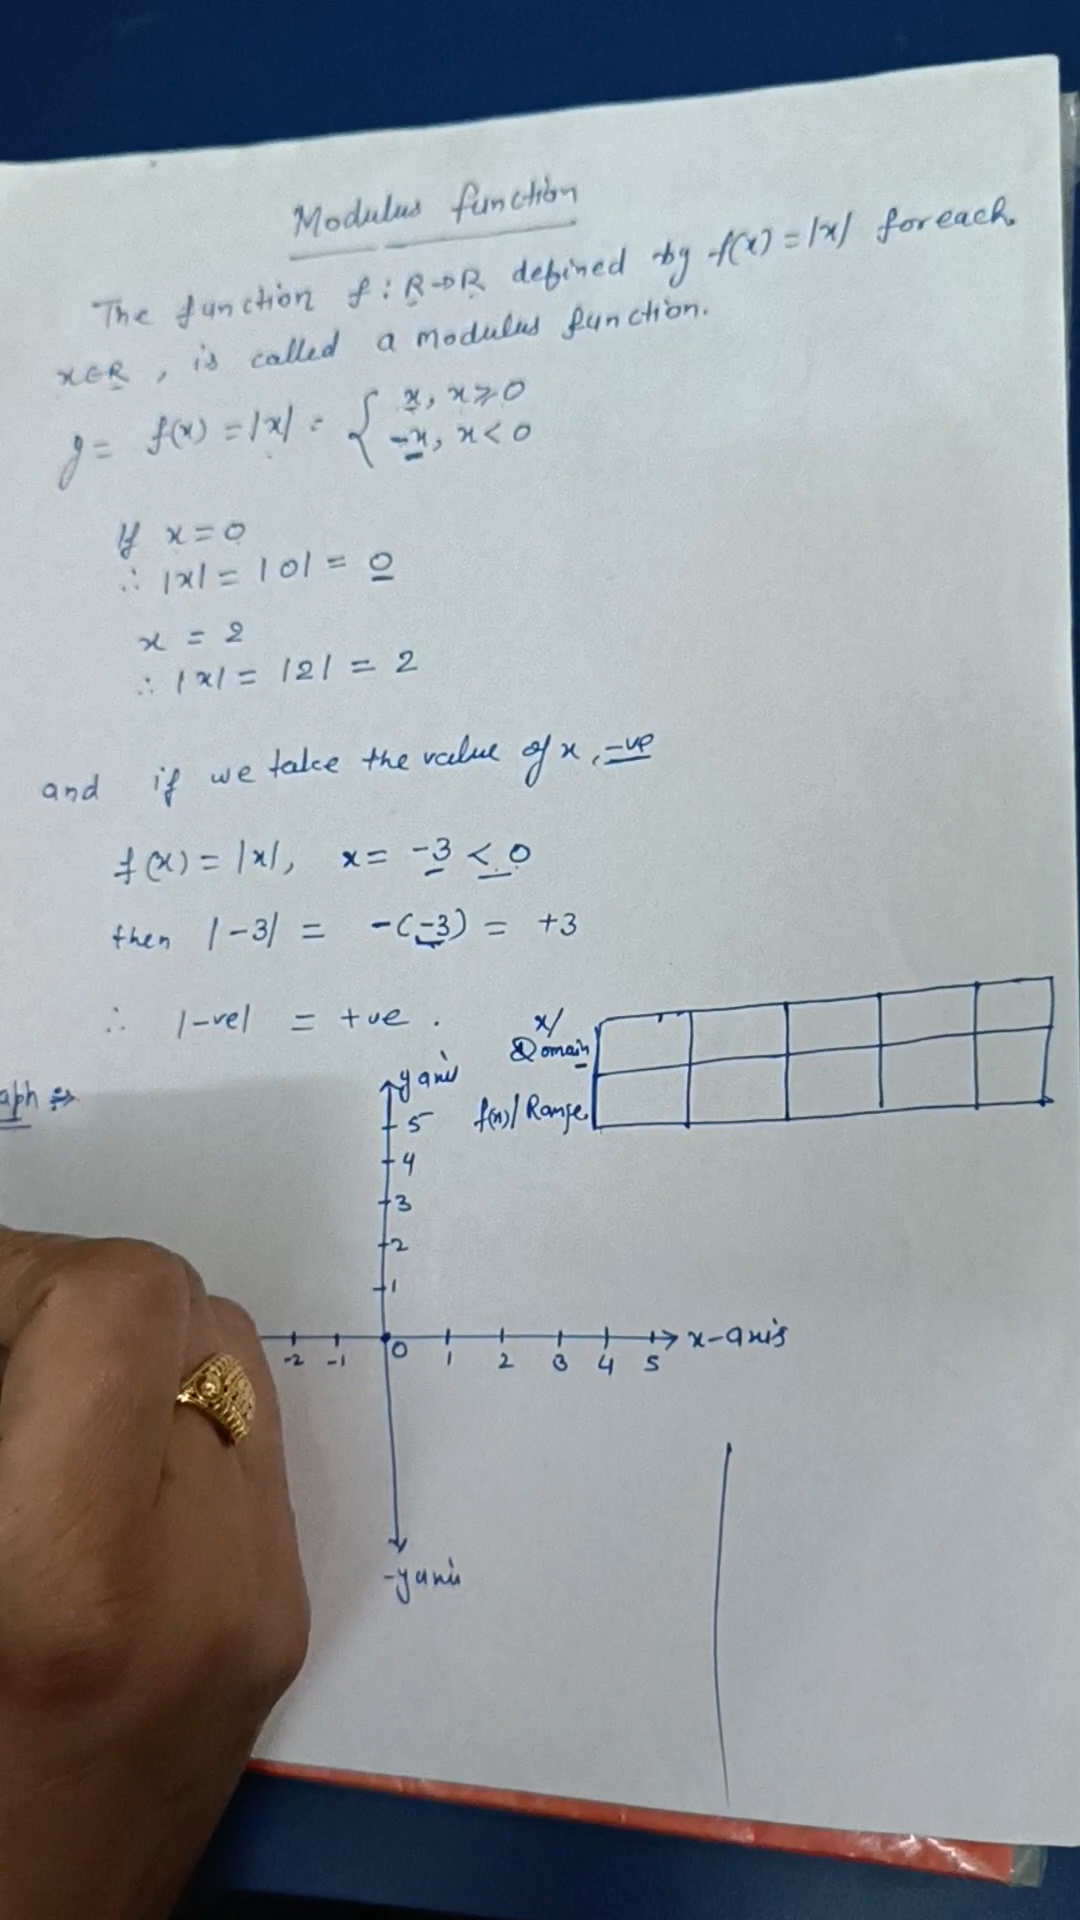 Modulus function
The function f : R→R defined by f(x) = |x| for each
x∈R, is called a modulus function.
y = f(x) = |x| = { x, x ≥ 0
-x, x < 0
If x = 0
∴ |x| = |0| = 0
x = 2
∴ |x| = |2| = 2
and if we take the value of x, -ve
f(x) = |x|, x = -3 < 0
then |-3| = -(-3) = +3
∴ |-ve| = +ve.
x/
Domain
f(x)/Range
aph ⇒
y axis
5
4
3
2
1
-2 -1 0 1 2 3 4 5 x-axis
-y axis